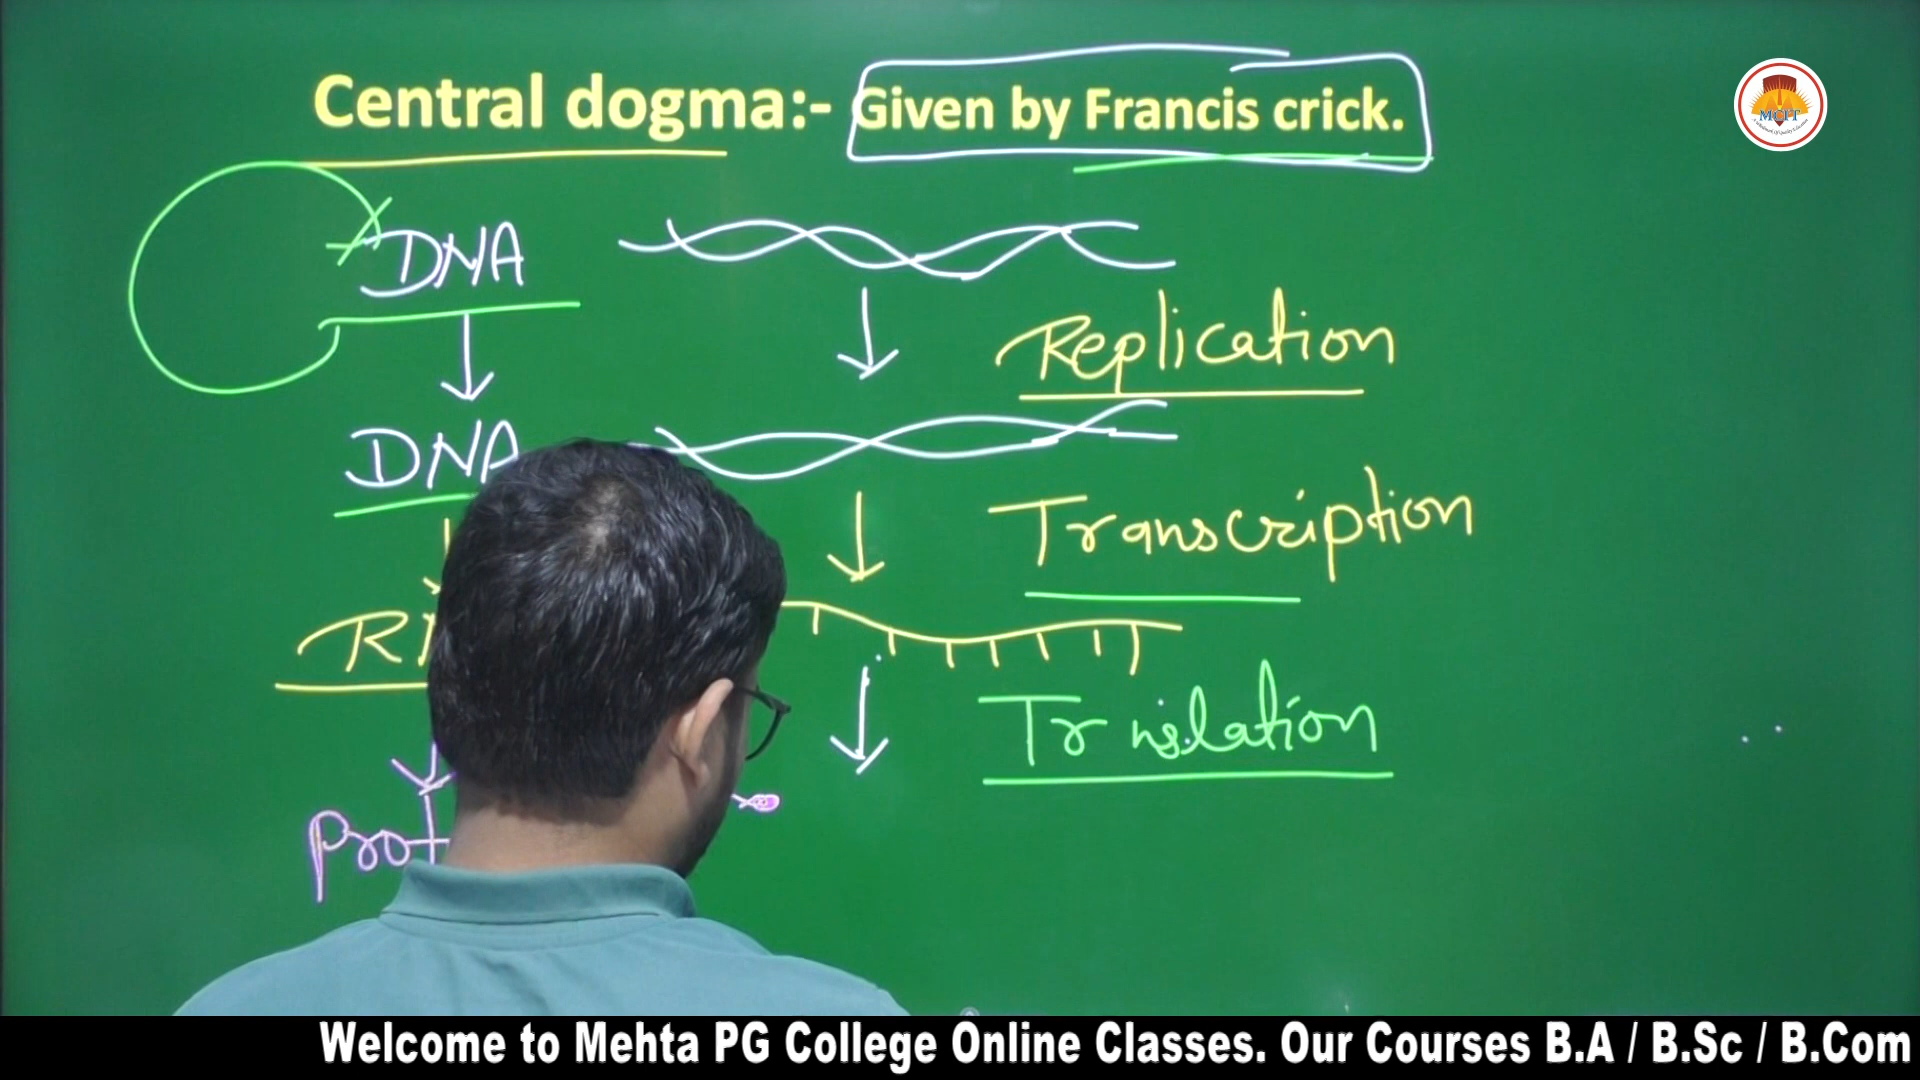 Central dogma:- Given by Francis crick.
DNA
Replication
DNA
Transcription
Translation
MCIT
Welcome to Mehta PG College Online Classes. Our Courses B.A / B.Sc / B.Com